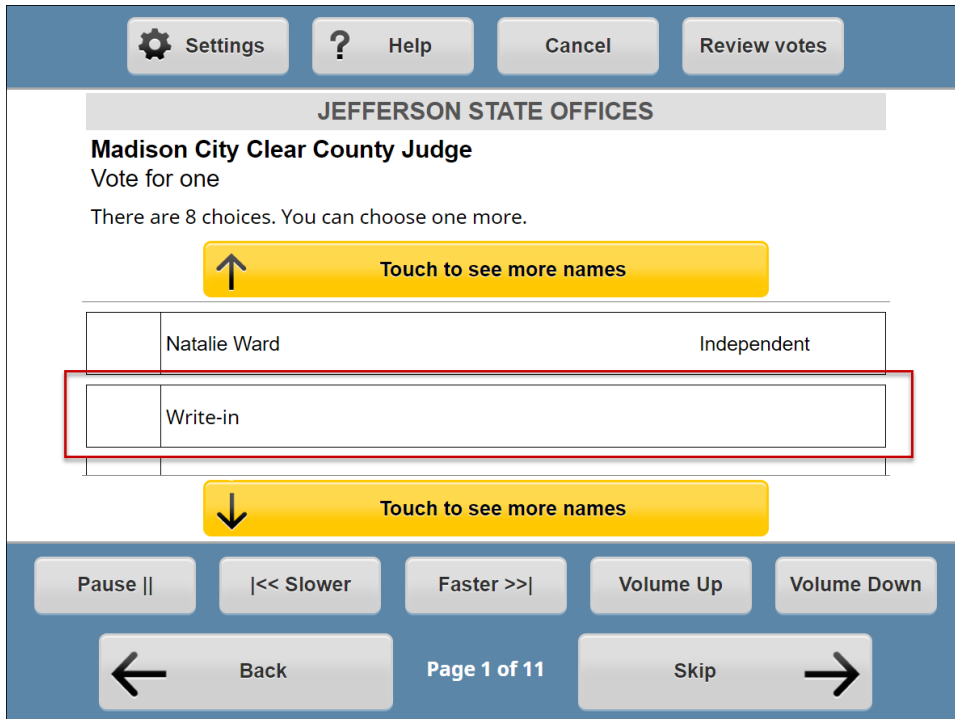 Settings
? Help
Cancel
Review votes
JEFFERSON STATE OFFICES
Madison City Clear County Judge
Vote for one
There are 8 choices. You can choose one more.
Touch to see more names
Natalie Ward Independent
Write-in
Touch to see more names
Pause ||
|<< Slower
Faster >>|
Volume Up
Volume Down
Back
Page 1 of 11
Skip